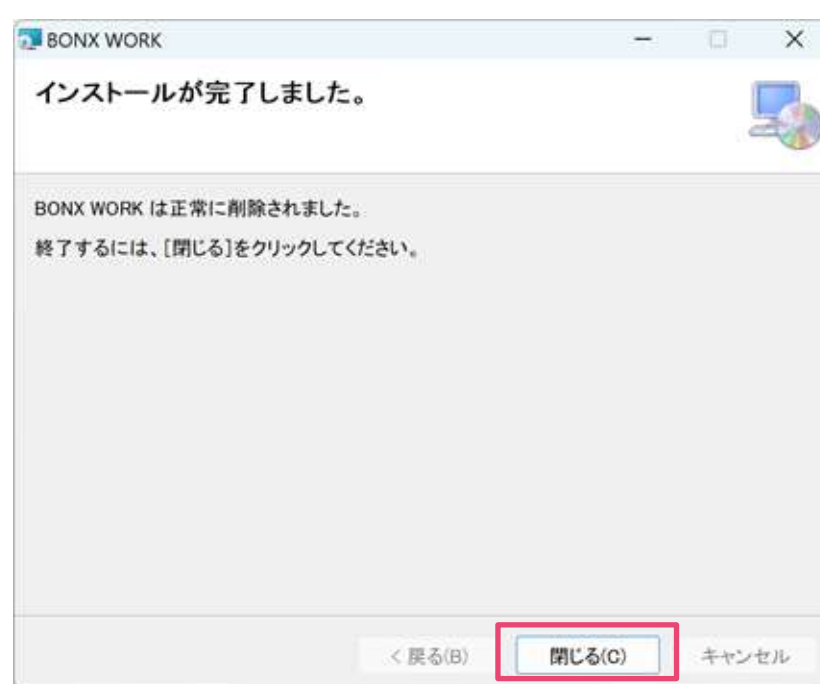 BONX WORK
インストールが完了しました。
BONX WORK は正常に削除されました。
終了するには、[閉じる]をクリックしてください。
< 戻る(B) 閉じる(C) キャンセル